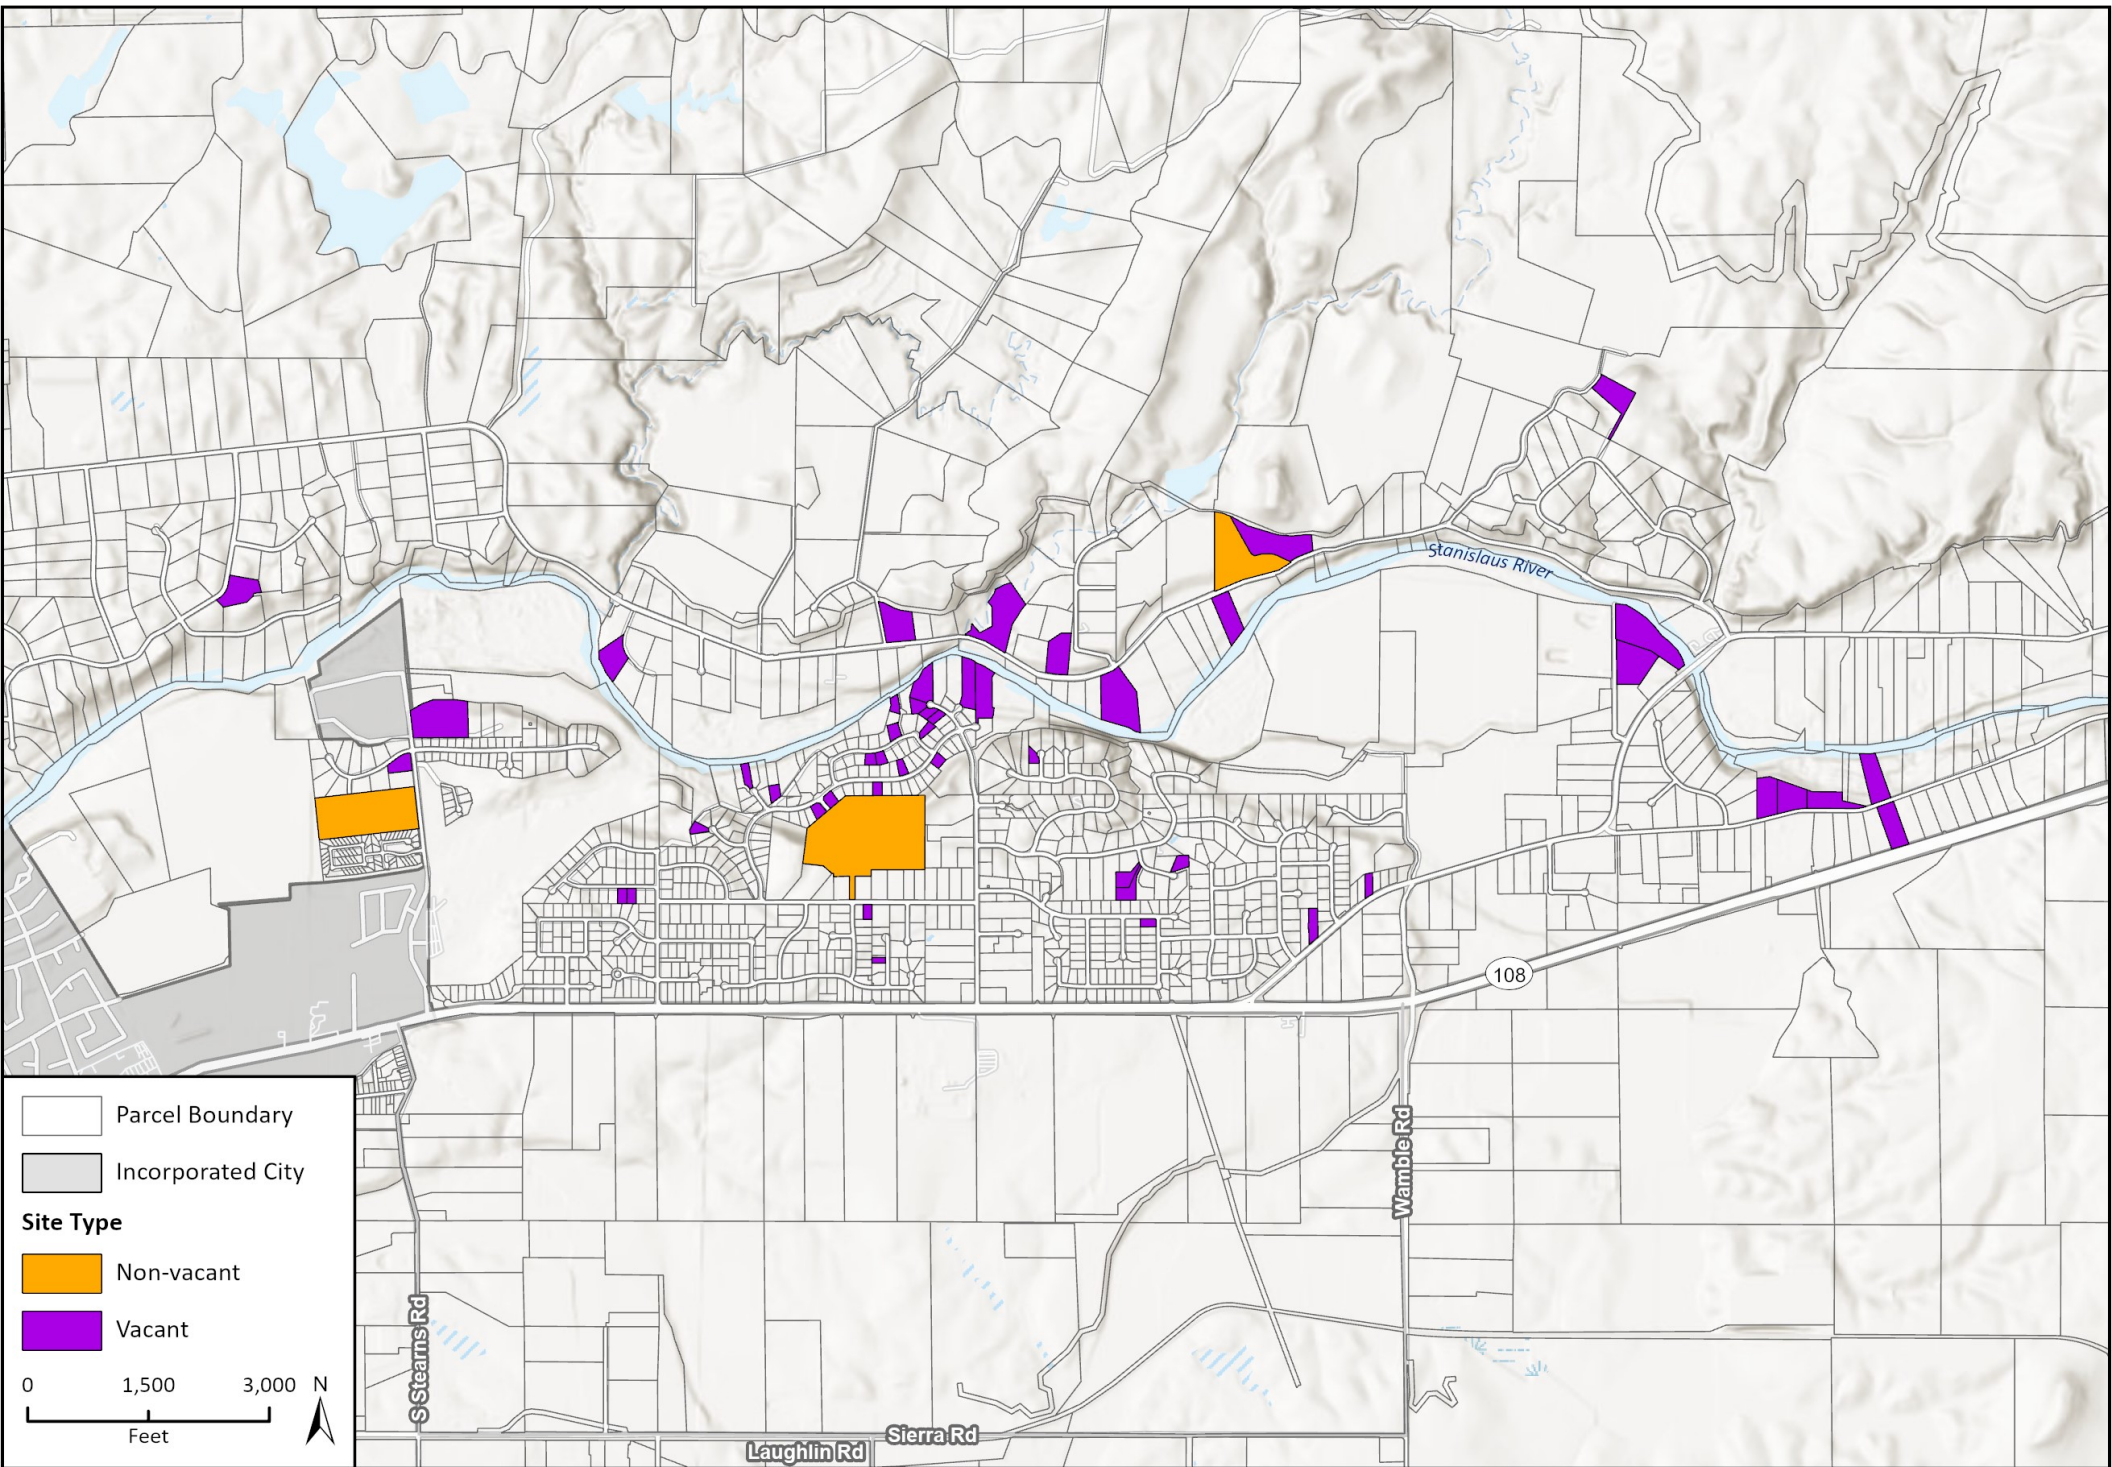 Stanislaus River
108
Wamble Rd
S Stearns Rd
Sierra Rd
Laughlin Rd
Parcel Boundary
Incorporated City
Site Type
Non-vacant
Vacant
0 1,500 3,000 N
Feet